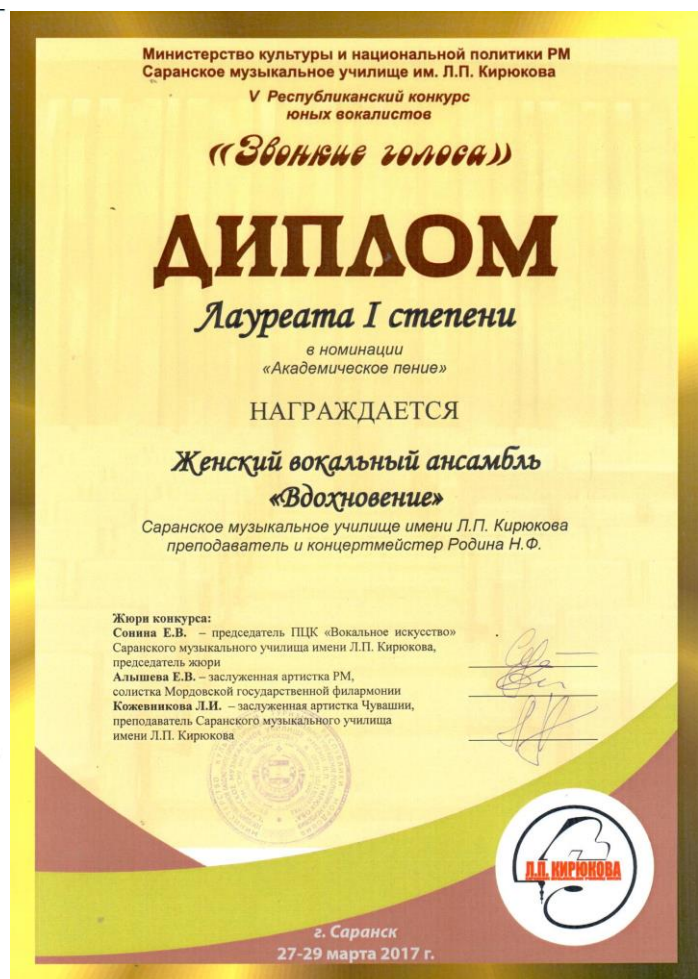 Министерство культуры и национальной политики РМ
Саранское музыкальное училище им. Л.П. Кирюкова
V Республиканский конкурс
юных вокалистов
«Звонкие голоса»
ДИПЛОМ
Лауреата I степени
в номинации
«Академическое пение»
НАГРАЖДАЕТСЯ
Женский вокальный ансамбль
«Вдохновение»
Саранское музыкальное училище имени Л.П. Кирюкова
преподаватель и концертмейстер Родина Н.Ф.
Жюри конкурса:
Сонина Е.В. – председатель ПЦК «Вокальное искусство»
Саранского музыкального училища имени Л.П. Кирюкова,
председатель жюри
Алышева Е.В. – заслуженная артистка РМ,
солистка Мордовской государственной филармонии
Кожевникова Л.И. – заслуженная артистка Чувашии,
преподаватель Саранского музыкального училища
имени Л.П. Кирюкова
Л.П. КИРЮКОВА
г. Саранск
27-29 марта 2017 г.